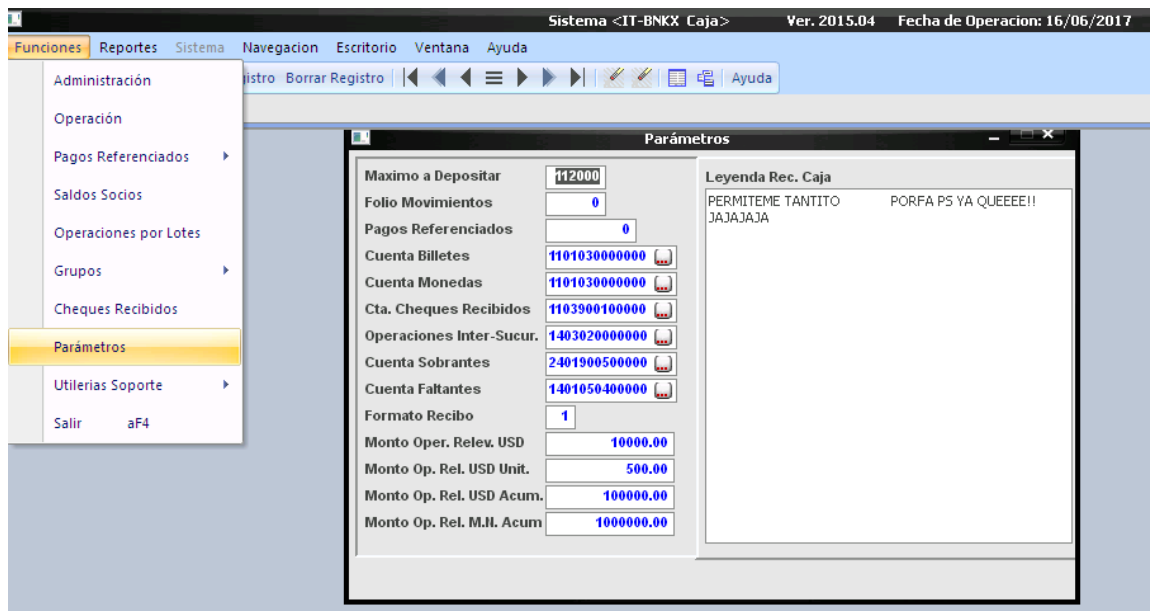 Sistema <IT-BNKX Caja> Ver. 2015.04 Fecha de Operacion: 16/06/2017
Funciones Reportes Sistema Navegacion Escritorio Ventana Ayuda
Borrar Registro Ayuda
Administración
Operación
Pagos Referenciados
Saldos Socios
Operaciones por Lotes
Grupos
Cheques Recibidos
Parámetros
Utilerias Soporte
Salir aF4
Parámetros
Maximo a Depositar 112000
Folio Movimientos 0
Pagos Referenciados 0
Cuenta Billetes 1101030000000
Cuenta Monedas 1101030000000
Cta. Cheques Recibidos 1103900100000
Operaciones Inter-Sucur. 1403020000000
Cuenta Sobrantes 2401900500000
Cuenta Faltantes 1401050400000
Formato Recibo 1
Monto Oper. Relev. USD 10000.00
Monto Op. Rel. USD Unit. 500.00
Monto Op. Rel. USD Acum. 100000.00
Monto Op. Rel. M.N. Acum 1000000.00
Leyenda Rec. Caja
PERMITEME TANTITO PORFA PS YA QUEEEE!!
JAJAJAJA